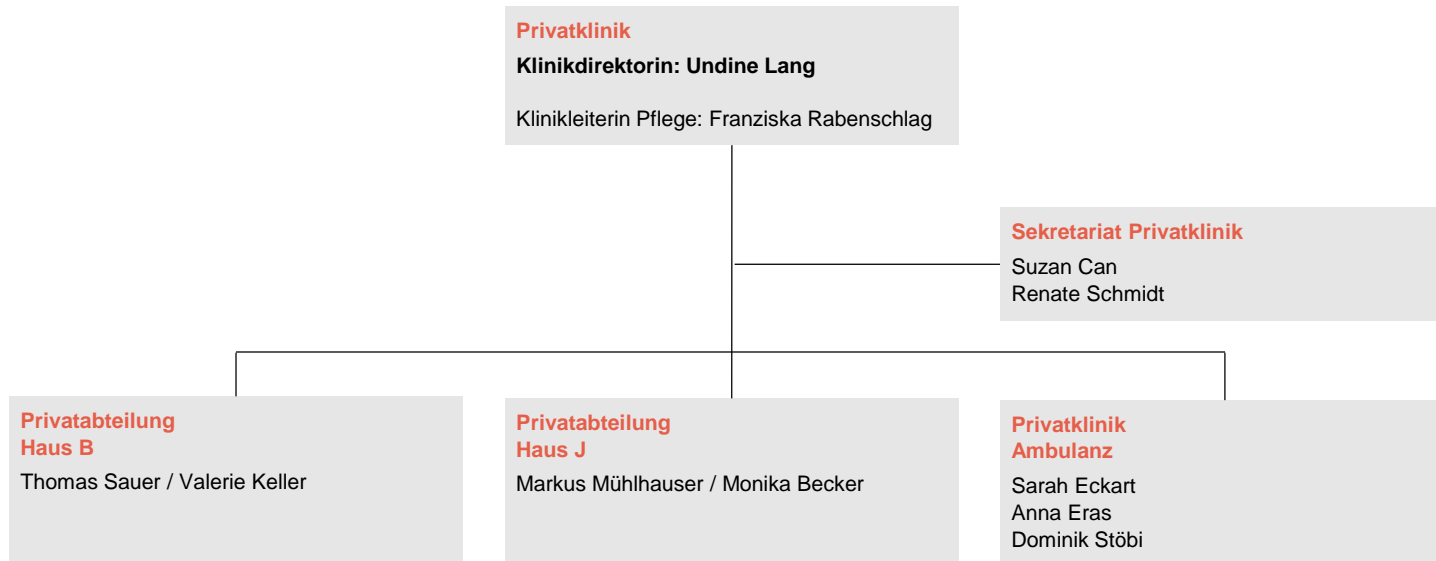 Privatklinik
Klinikdirektorin: Undine Lang
Klinikleiterin Pflege: Franziska Rabenschlag
Sekretariat Privatklinik
Suzan Can
Renate Schmidt
Privatabteilung
Haus B
Thomas Sauer / Valerie Keller
Privatabteilung
Haus J
Markus Mühlhauser / Monika Becker
Privatklinik
Ambulanz
Sarah Eckart
Anna Eras
Dominik Stöbi